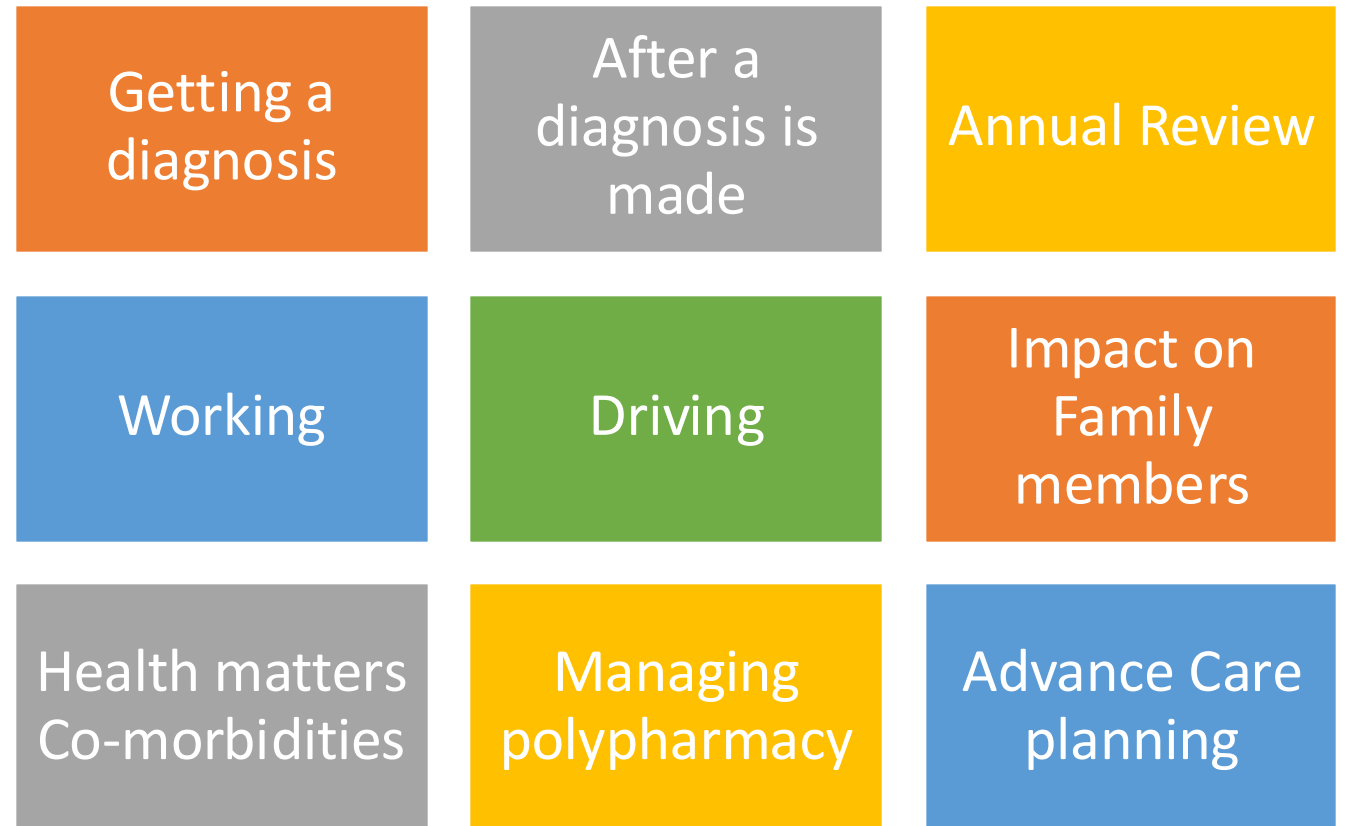 Getting a
diagnosis
After a
diagnosis is
made
Annual Review
Working
Driving
Impact on
Family
members
Health matters
Co-morbidities
Managing
polypharmacy
Advance Care
planning